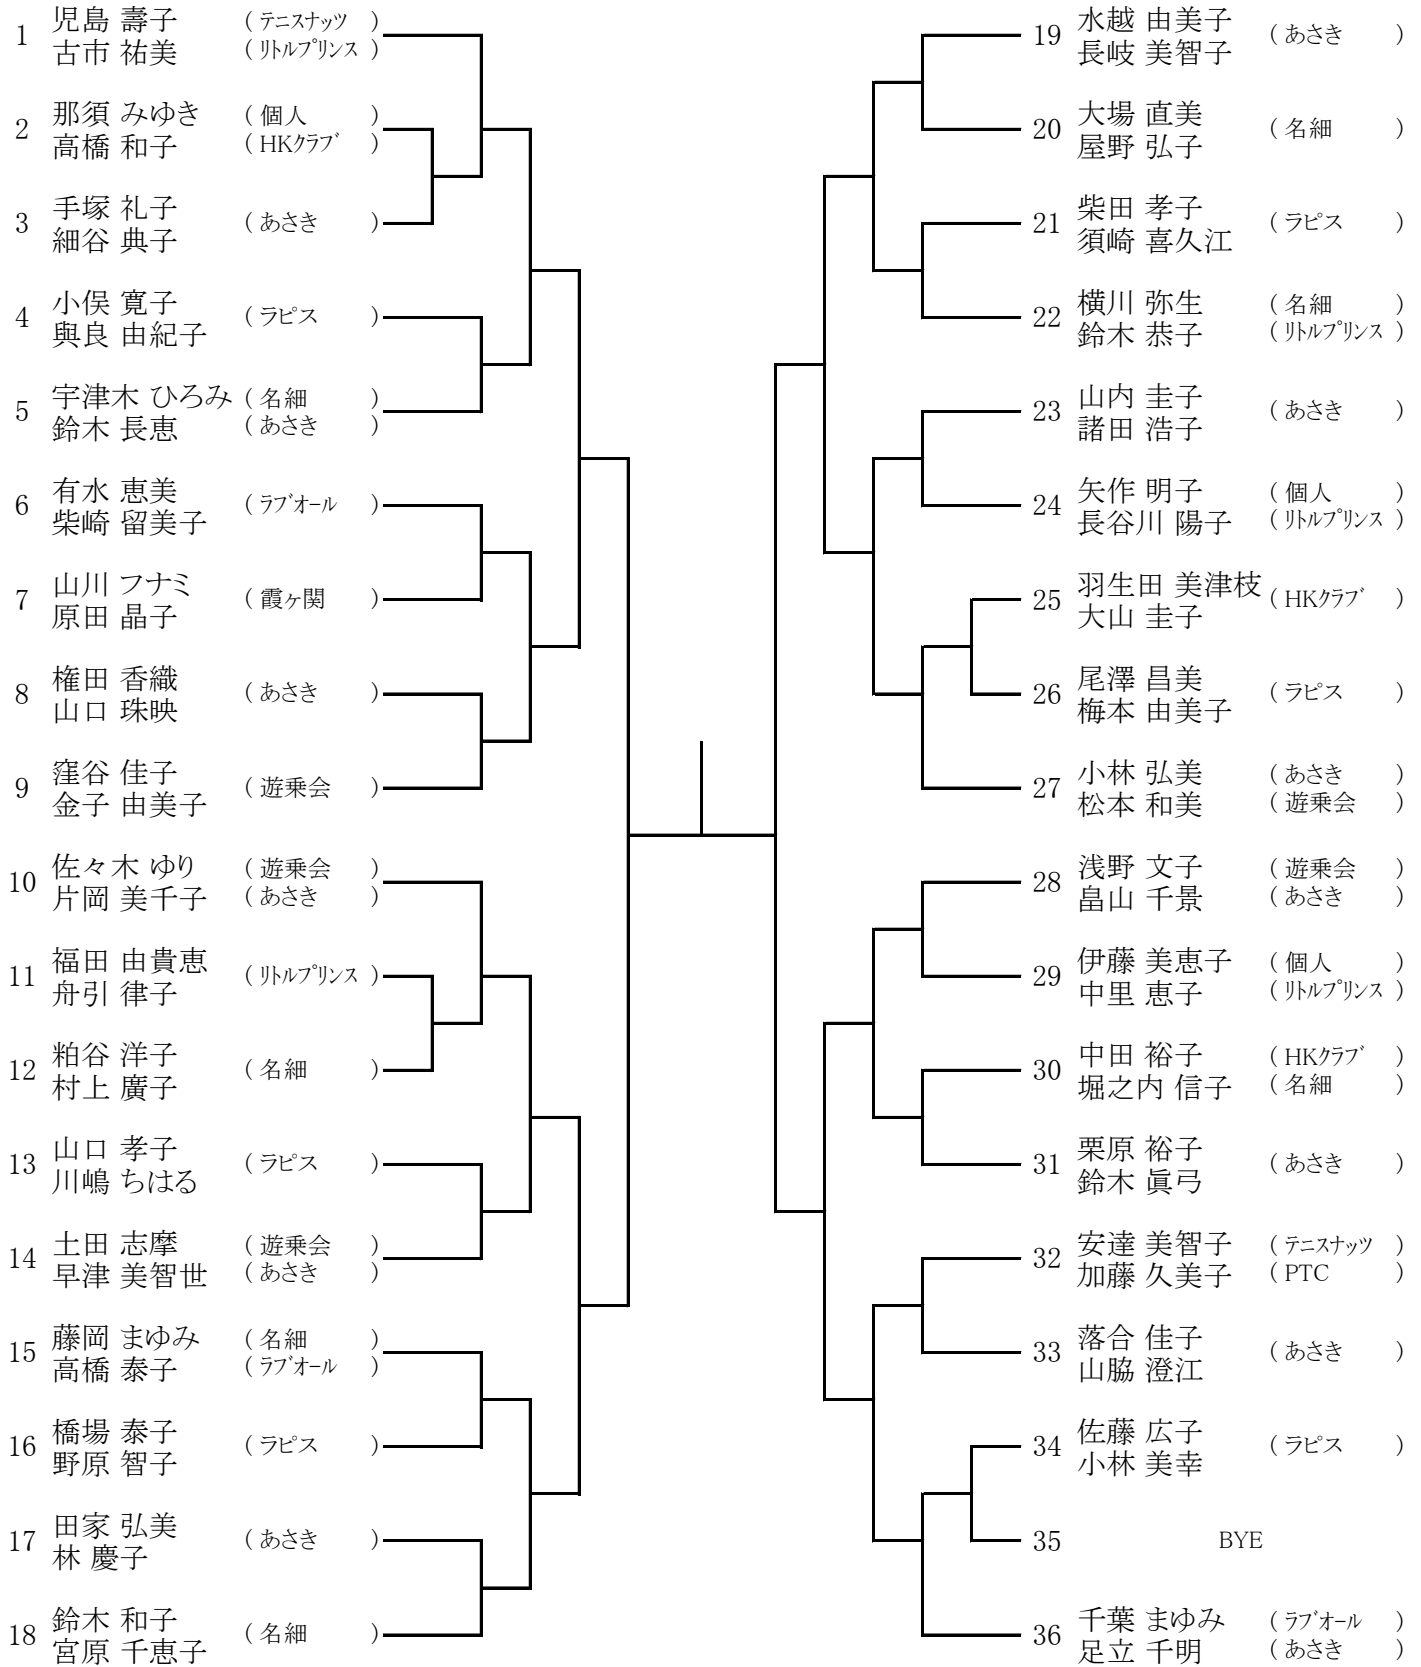 1 児島 壽子 ( テニスナッツ )
古市 祐美 ( リトルプリンス )
2 那須 みゆき ( 個人 )
高橋 和子 ( HKクラブ )
3 手塚 礼子 ( あさき )
細谷 典子
4 小俣 寛子 ( ラピス )
與良 由紀子
5 宇津木 ひろみ ( 名細 )
鈴木 長恵 ( あさき )
6 有水 恵美 ( ラブオール )
柴崎 留美子
7 山川 フナミ ( 霞ヶ関 )
原田 晶子
8 権田 香織 ( あさき )
山口 珠映
9 窪谷 佳子 ( 遊乗会 )
金子 由美子
10 佐々木 ゆり ( 遊乗会 )
片岡 美千子 ( あさき )
11 福田 由貴恵 ( リトルプリンス )
舟引 律子
12 粕谷 洋子 ( 名細 )
村上 廣子
13 山口 孝子 ( ラピス )
川嶋 ちはる
14 土田 志摩 ( 遊乗会 )
早津 美智世 ( あさき )
15 藤岡 まゆみ ( 名細 )
高橋 泰子 ( ラブオール )
16 橋場 泰子 ( ラピス )
野原 智子
17 田家 弘美 ( あさき )
林 慶子
18 鈴木 和子 ( 名細 )
宮原 千恵子
19 水越 由美子 ( あさき )
長岐 美智子
20 大場 直美 ( 名細 )
屋野 弘子
21 柴田 孝子 ( ラピス )
須崎 喜久江
22 横川 弥生 ( 名細 )
鈴木 恭子 ( リトルプリンス )
23 山内 圭子 ( あさき )
諸田 浩子
24 矢作 明子 ( 個人 )
長谷川 陽子 ( リトルプリンス )
25 羽生田 美津枝 ( HKクラブ )
大山 圭子
26 尾澤 昌美 ( ラピス )
梅本 由美子
27 小林 弘美 ( あさき )
松本 和美 ( 遊乗会 )
28 浅野 文子 ( 遊乗会 )
畠山 千景 ( あさき )
29 伊藤 美恵子 ( 個人 )
中里 恵子 ( リトルプリンス )
30 中田 裕子 ( HKクラブ )
堀之内 信子 ( 名細 )
31 栗原 裕子 ( あさき )
鈴木 眞弓
32 安達 美智子 ( テニスナッツ )
加藤 久美子 ( PTC )
33 落合 佳子 ( あさき )
山脇 澄江
34 佐藤 広子 ( ラピス )
小林 美幸
35 BYE
36 千葉 まゆみ ( ラブオール )
足立 千明 ( あさき )